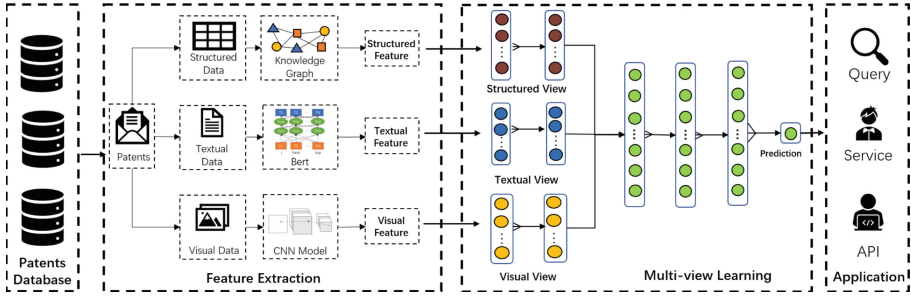 Patents
Database
Patents
Structured
Data
Knowledge
Graph
Structured
Feature
Textual
Data
Bert
Textual
Feature
Visual Data
CNN Model
Visual
Feature
Feature Extraction
Structured View
Textual View
Visual View
Prediction
Multi-view Learning
Query
Service
API
Application